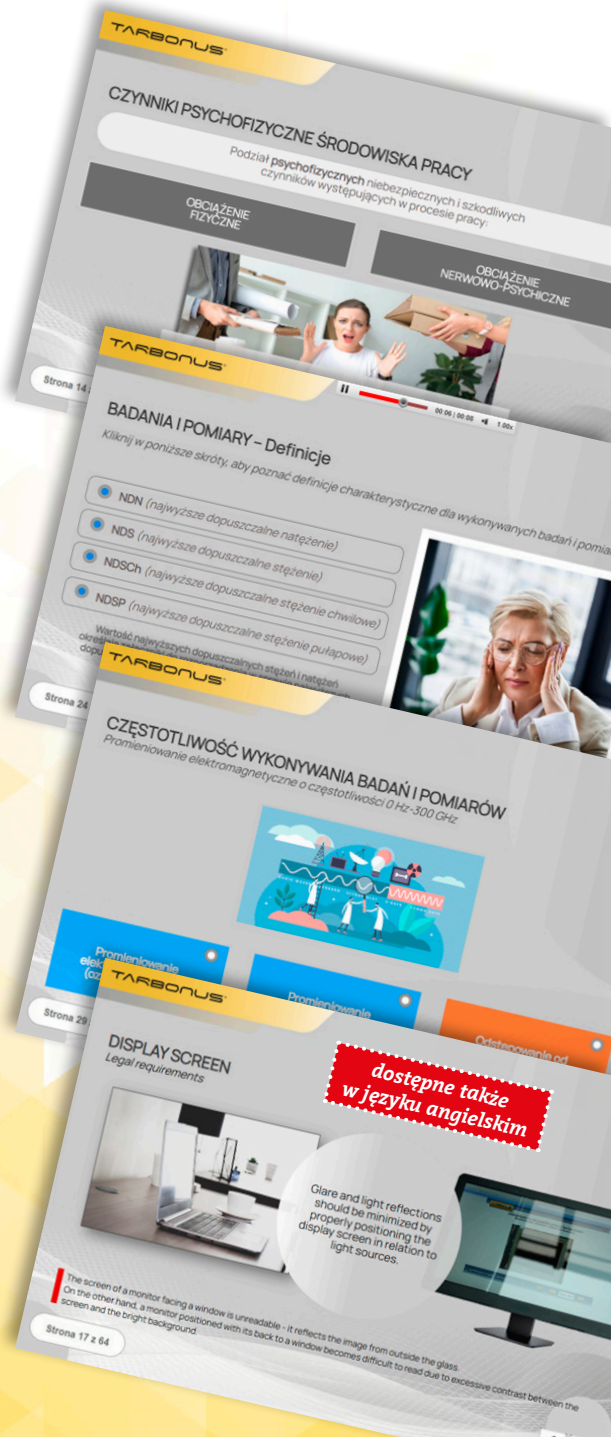 TARBONUS
CZYNNIKI PSYCHOFIZYCZNE ŚRODOWISKA PRACY
Podział psychofizycznych niebezpiecznych i szkodliwych
czynników występujących w procesie pracy:
OBCIĄŻENIE
FIZYCZNE
OBCIĄŻENIE
NERWOWO-PSYCHICZNE
Strona 14
TARBONUS
00:06 | 00:08
1.00x
BADANIA I POMIARY – Definicje
Kliknij w poniższe skróty, aby poznać definicje charakterystyczne dla wykonywanych badań i
NDN (najwyższe dopuszczalne natężenie)
NDS (najwyższe dopuszczalne stężenie)
NDSCh (najwyższe dopuszczalne stężenie chwilowe)
NDSP (najwyższe dopuszczalne stężenie pułapowe)
Wartość najwyższych dopuszczalnych stężeń i natężeń
Strona 24
TARBONUS
CZĘSTOTLIWOŚĆ WYKONYWANIA BADAŃ I POMIARÓW
Promieniowanie elektromagnetyczne o częstotliwości 0 Hz-300 GHz
Promieniowanie
Promieniowanie
Odstępowanie od
Strona 29
TARBONUS
DISPLAY SCREEN
Legal requirements
dostępne także
w języku angielskim
Glare and light reflections
should be minimized by
properly positioning the
display screen in relation to
light sources.
The screen of a monitor facing a window is unreadable - it reflects the image from outside the glass.
On the other hand, a monitor positioned with its back to a window becomes difficult to read due to excessive contrast between the
screen and the bright background.
Strona 17 z 64